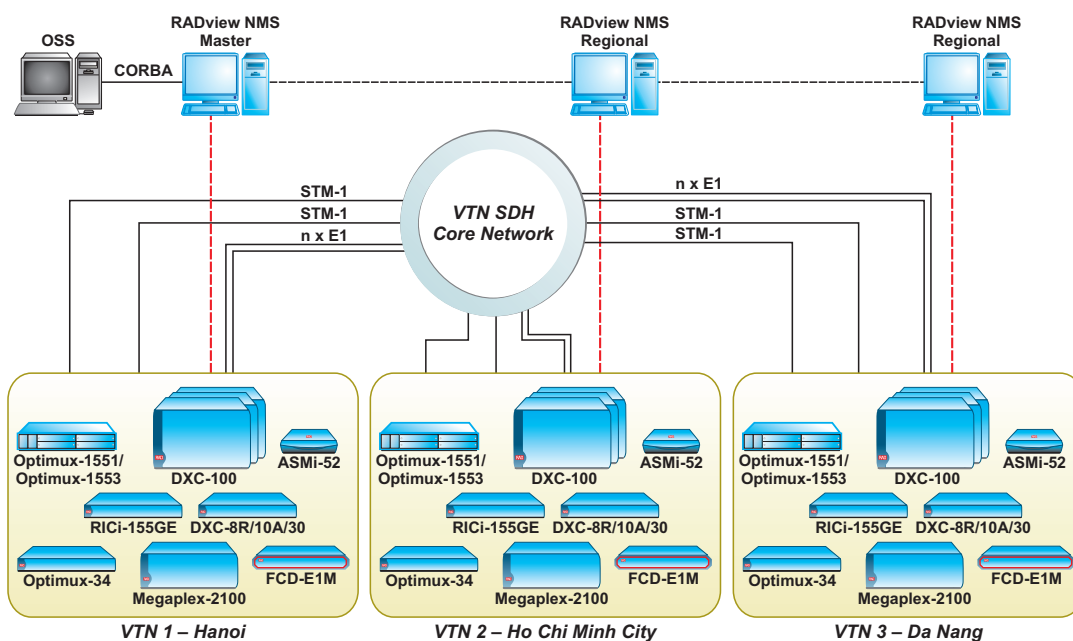 OSS
CORBA
RADview NMS
Master
RADview NMS
Regional
RADview NMS
Regional
STM-1
STM-1
n x E1
VTN SDH
Core Network
n x E1
STM-1
STM-1
Optimux-1551/
Optimux-1553
DXC-100
ASMi-52
RICi-155GE
DXC-8R/10A/30
Optimux-34
Megaplex-2100
FCD-E1M
VTN 1 – Hanoi
Optimux-1551/
Optimux-1553
DXC-100
ASMi-52
RICi-155GE
DXC-8R/10A/30
Optimux-34
Megaplex-2100
FCD-E1M
VTN 2 – Ho Chi Minh City
Optimux-1551/
Optimux-1553
DXC-100
ASMi-52
RICi-155GE
DXC-8R/10A/30
Optimux-34
Megaplex-2100
FCD-E1M
VTN 3 – Da Nang